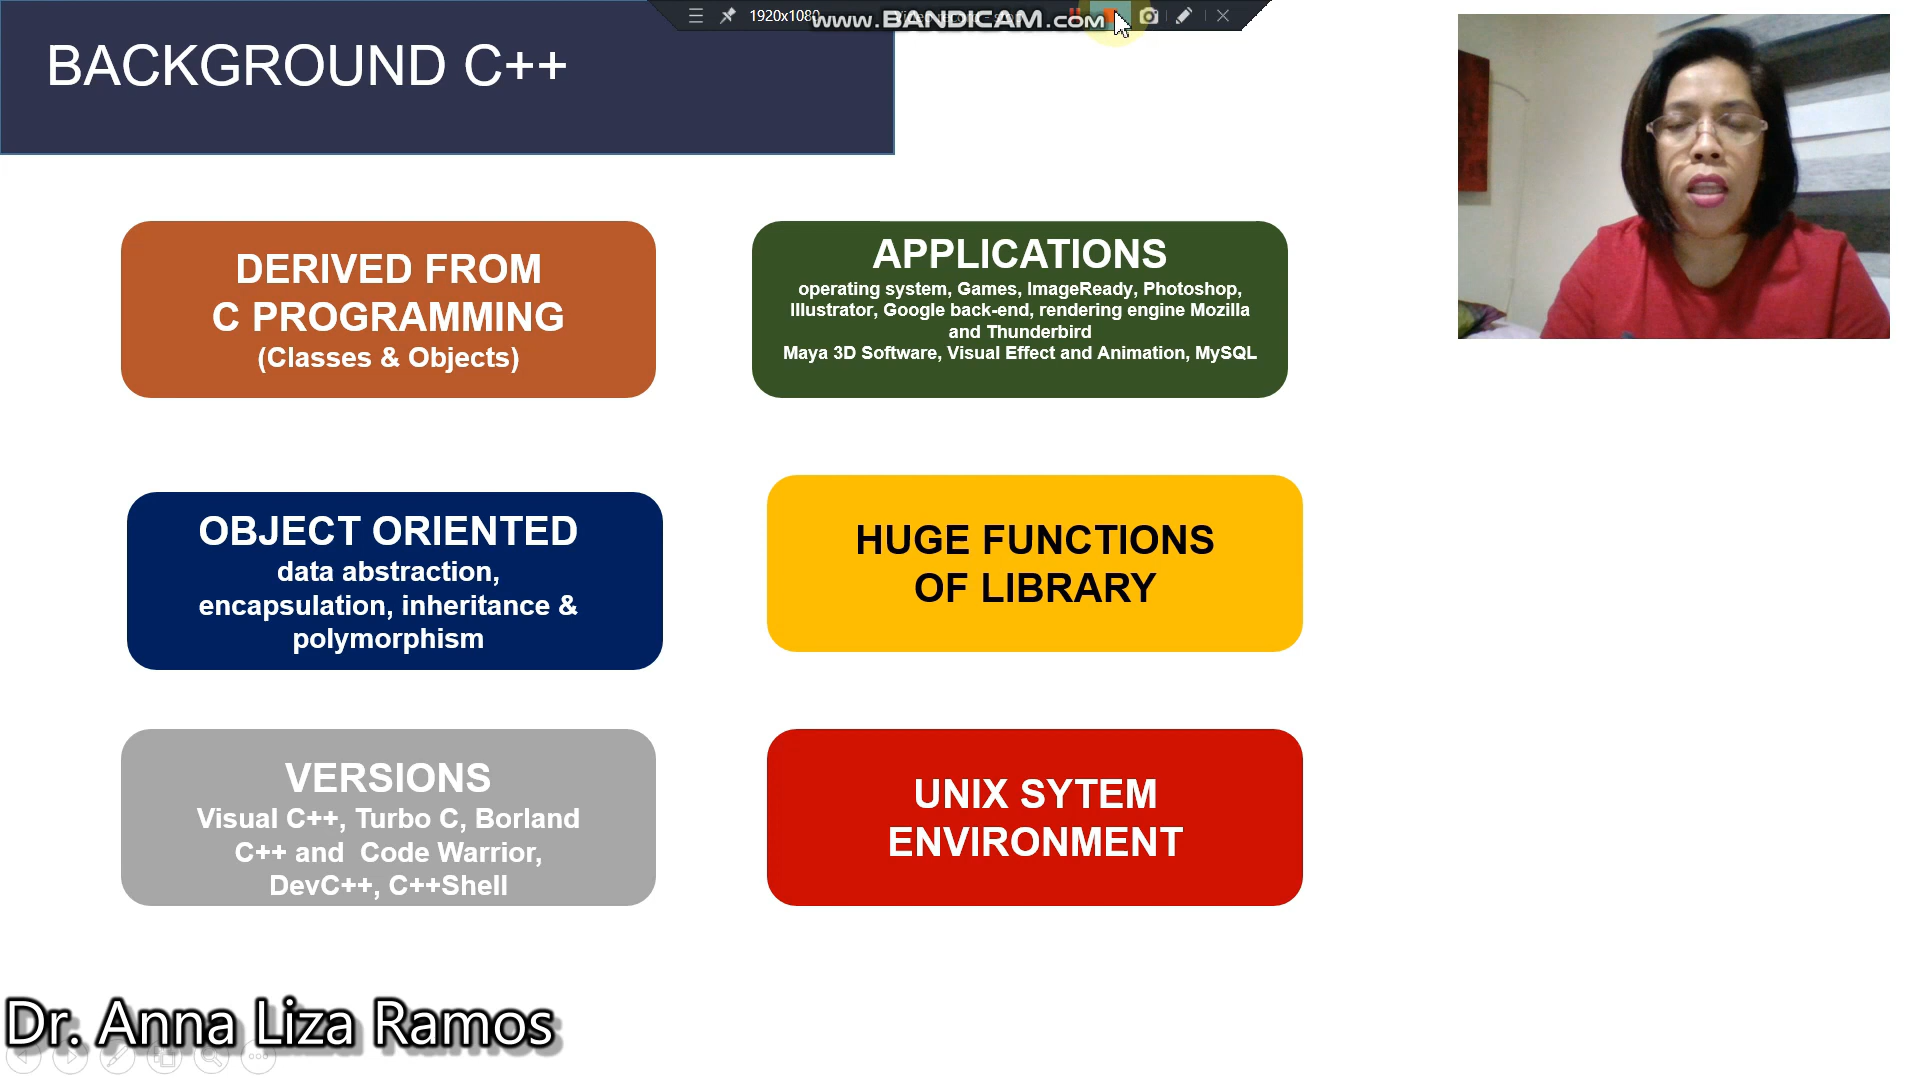 1920x1080
www.BANDICAM.com
BACKGROUND C++
DERIVED FROM
C PROGRAMMING
(Classes & Objects)
APPLICATIONS
operating system, Games, ImageReady, Photoshop,
Illustrator, Google back-end, rendering engine Mozilla
and Thunderbird
Maya 3D Software, Visual Effect and Animation, MySQL
OBJECT ORIENTED
data abstraction,
encapsulation, inheritance &
polymorphism
HUGE FUNCTIONS
OF LIBRARY
VERSIONS
Visual C++, Turbo C, Borland
C++ and Code Warrior,
DevC++, C++Shell
UNIX SYTEM
ENVIRONMENT
Dr. Anna Liza Ramos